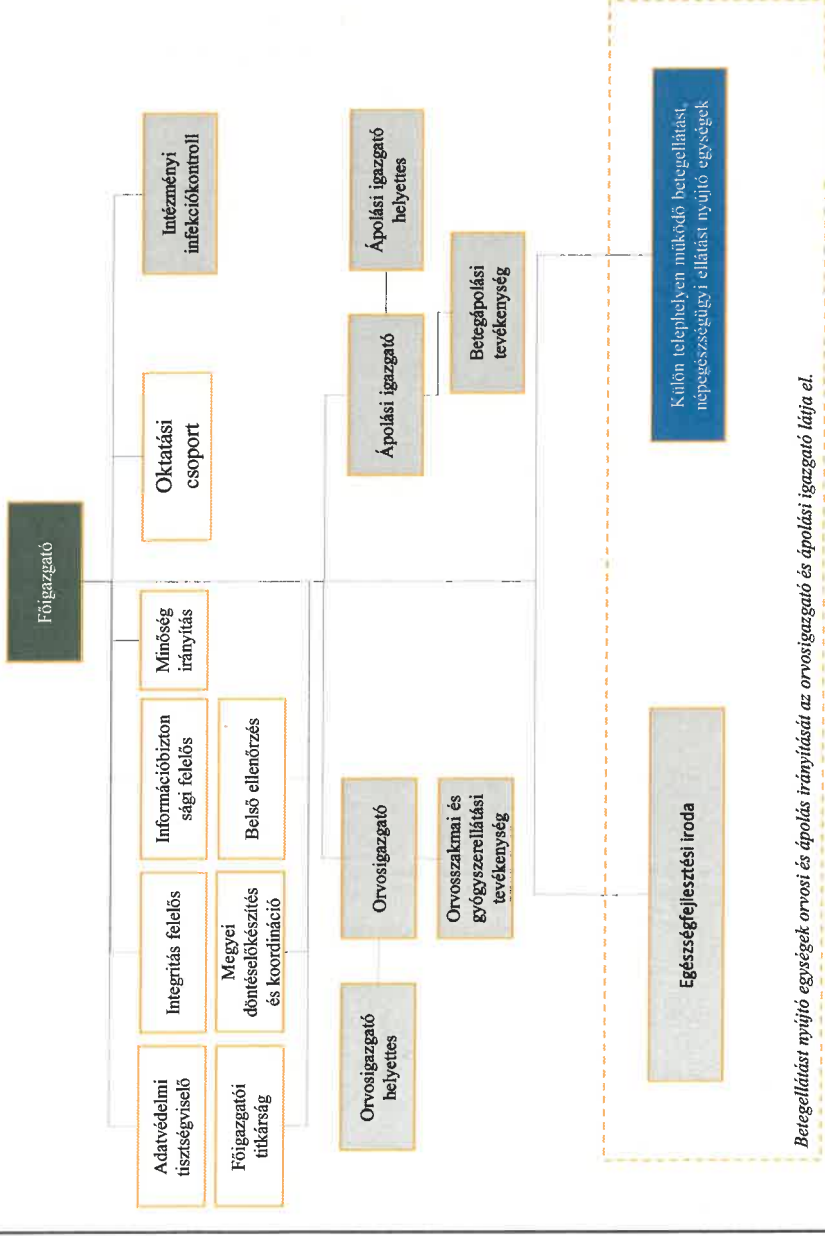 Főigazgató
Adatvédelmi
tisztségviselő
Integritás felelős
Információbizton
sági felelős
Minőség
irányítás
Oktatási
csoport
Intézményi
infekciókontroll
Főigazgatói
titkárság
Megyei
döntéselőkészítés
és koordináció
Belső ellenőrzés
Orvosigazgató
helyettes
Orvosigazgató
Ápolási igazgató
Ápolási igazgató
helyettes
Orvosszakmai és
gyógyszerellátási
tevékenység
Betegápolási
tevékenység
Egészségfejlesztési iroda
Külön telephelyen működő betegellátást,
népegészségügyi ellátást nyújtó egységek
Betegellátást nyújtó egységek orvosi és ápolás irányítását az orvosigazgató és ápolási igazgató látja el.